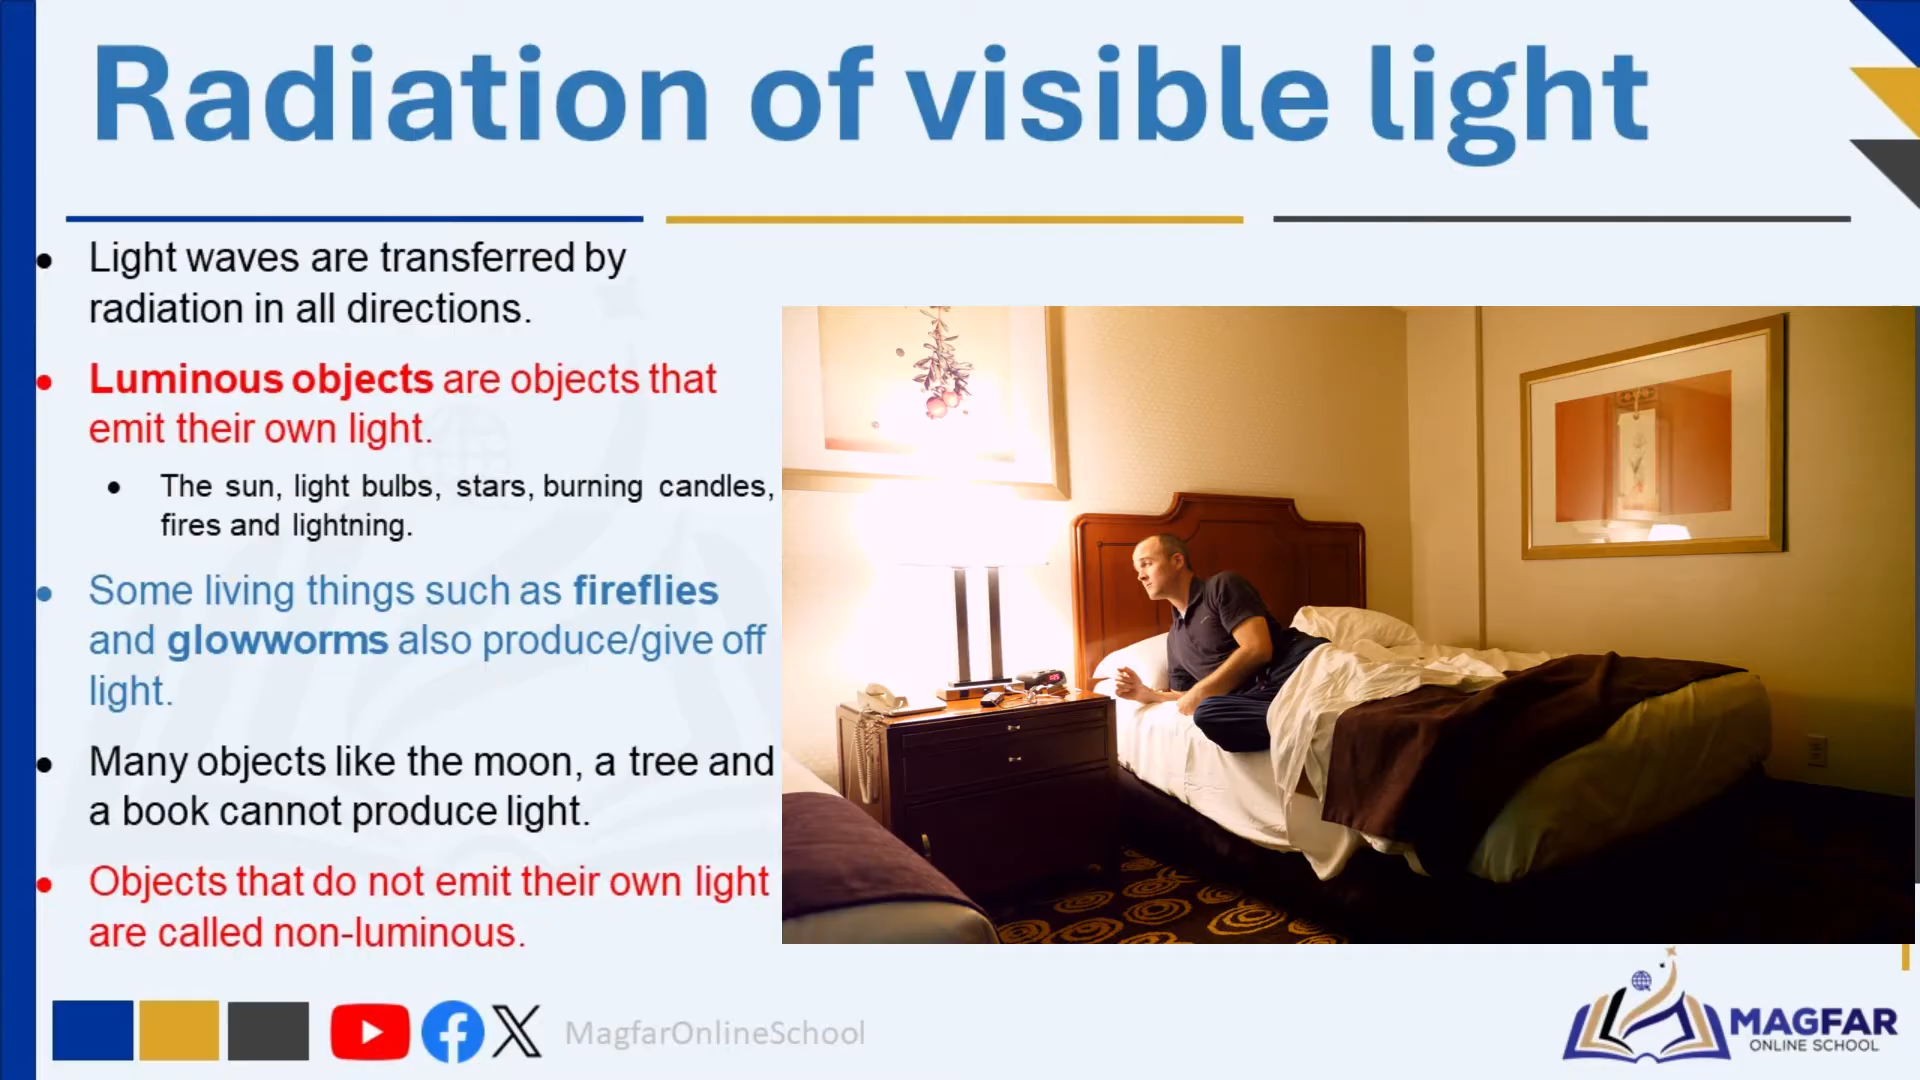 Radiation of visible light
• Light waves are transferred by
radiation in all directions.
• Luminous objects are objects that
emit their own light.
• The sun, light bulbs, stars, burning candles,
fires and lightning.
• Some living things such as fireflies
and glowworms also produce/give off
light.
• Many objects like the moon, a tree and
a book cannot produce light.
• Objects that do not emit their own light
are called non-luminous.
MagfarOnlineSchool
MAGFAR
ONLINE SCHOOL